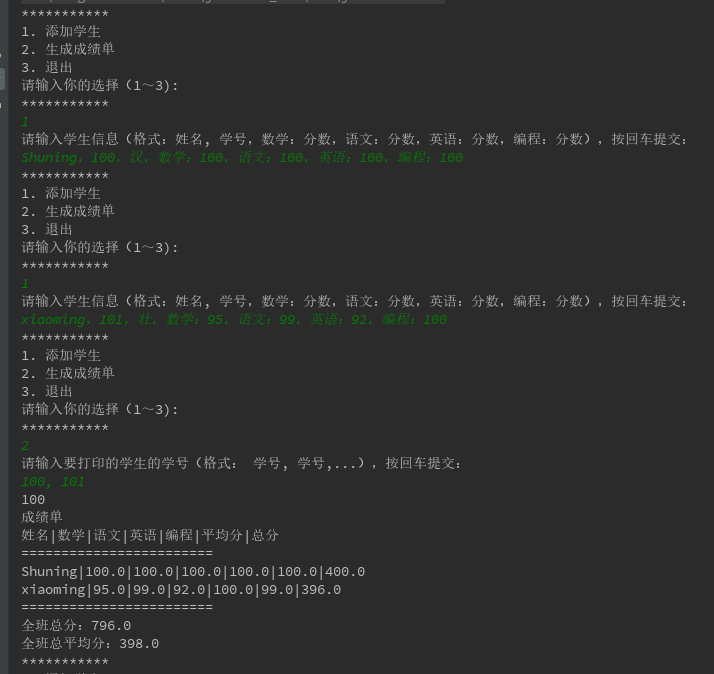 ***********
1. 添加学生
2. 生成成绩单
3. 退出
请输入你的选择（1～3）：
***********
1
请输入学生信息（格式：姓名, 学号，数学：分数，语文：分数，英语：分数，编程：分数），按回车提交：
Shuning，100，汉，数学：100，语文：100，英语：100，编程：100
***********
1. 添加学生
2. 生成成绩单
3. 退出
请输入你的选择（1～3）：
***********
1
请输入学生信息（格式：姓名, 学号，数学：分数，语文：分数，英语：分数，编程：分数），按回车提交：
xiaoming，101，壮，数学：95，语文：99，英语：92，编程：100
***********
1. 添加学生
2. 生成成绩单
3. 退出
请输入你的选择（1～3）：
***********
2
请输入要打印的学生的学号（格式： 学号, 学号,...），按回车提交：
100, 101
100
成绩单
姓名|数学|语文|英语|编程|平均分|总分
========================
Shuning|100.0|100.0|100.0|100.0|100.0|400.0
xiaoming|95.0|99.0|92.0|100.0|99.0|396.0
========================
全班总分：796.0
全班总平均分：398.0
***********